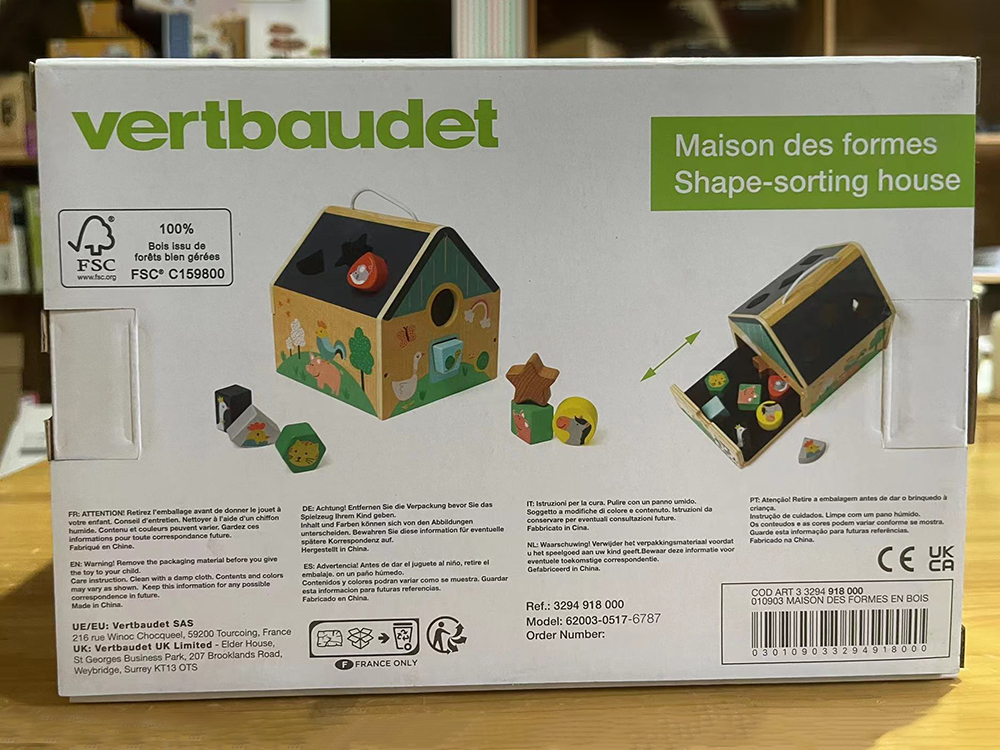 vertbaudet
Maison des formes
Shape-sorting house
FSC
www.fsc.org
100%
Bois issu de
forêts bien gérées
FSC® C159800
FR: ATTENTION! Retirez l'emballage avant de donner le jouet à
votre enfant. Conseil d'entretien. Nettoyer à l'aide d'un chiffon
humide. Contenu et couleurs peuvent varier. Gardez ces
informations pour toute correspondance future.
Fabriqué en Chine.
EN: Warning! Remove the packaging material before you give
the toy to your child.
Care instruction. Clean with a damp cloth. Contents and colors
may vary as shown. Keep this information for any possible
correspondence in future.
Made in China.
DE: Achtung! Entfernen Sie die Verpackung bevor Sie das
Spielzeug Ihrem Kind geben.
Inhalt und Farben können sich von den Abbildungen
unterscheiden. Bewahren Sie diese information für eventuelle
spätere Korrespondenz auf.
Hergestellt in China.
ES: Advertencia! Antes de dar el juguete al niño, retire el
embalaje. on un paño húmedo.
Contenidos y colores podran variar como se muestra. Guardar
esta informacion para futuras referencias.
Fabricado en China.
IT: Istruzioni per la cura. Pulire con un panno umido.
Soggetto a modifiche di colore e contenuto. Istruzioni da
conservare per eventuali consultazioni future.
Fabbricato in Cina.
NL: Waarschuwing! Verwijder het verpakkingsmateriaal voordat
u het speelgoed aan uw kind geeft.Bewaar deze informatie voor
eventuele toekomstige correspondentie.
Gefabriceerd in China.
PT: Atenção! Retire a embalagem antes de dar o brinquedo à
criança.
Instrução de cuidados. Limpe com um pano húmido.
Os conteudos e as cores podem variar conforme se mostra.
Guarde esta informação para futuras referências.
Fabricado na China.
CE
UK
CA
UE/EU: Vertbaudet SAS
216 rue Winoc Chocqueel, 59200 Tourcoing, France
UK: Vertbaudet UK Limited - Elder House,
St Georges Business Park, 207 Brooklands Road,
Weybridge, Surrey KT13 OTS
F FRANCE ONLY
Ref.: 3294 918 000
Model: 62003-0517-6787
Order Number:
COD ART 3 3294 918 000
010903 MAISON DES FORMES EN BOIS
030109033294918000